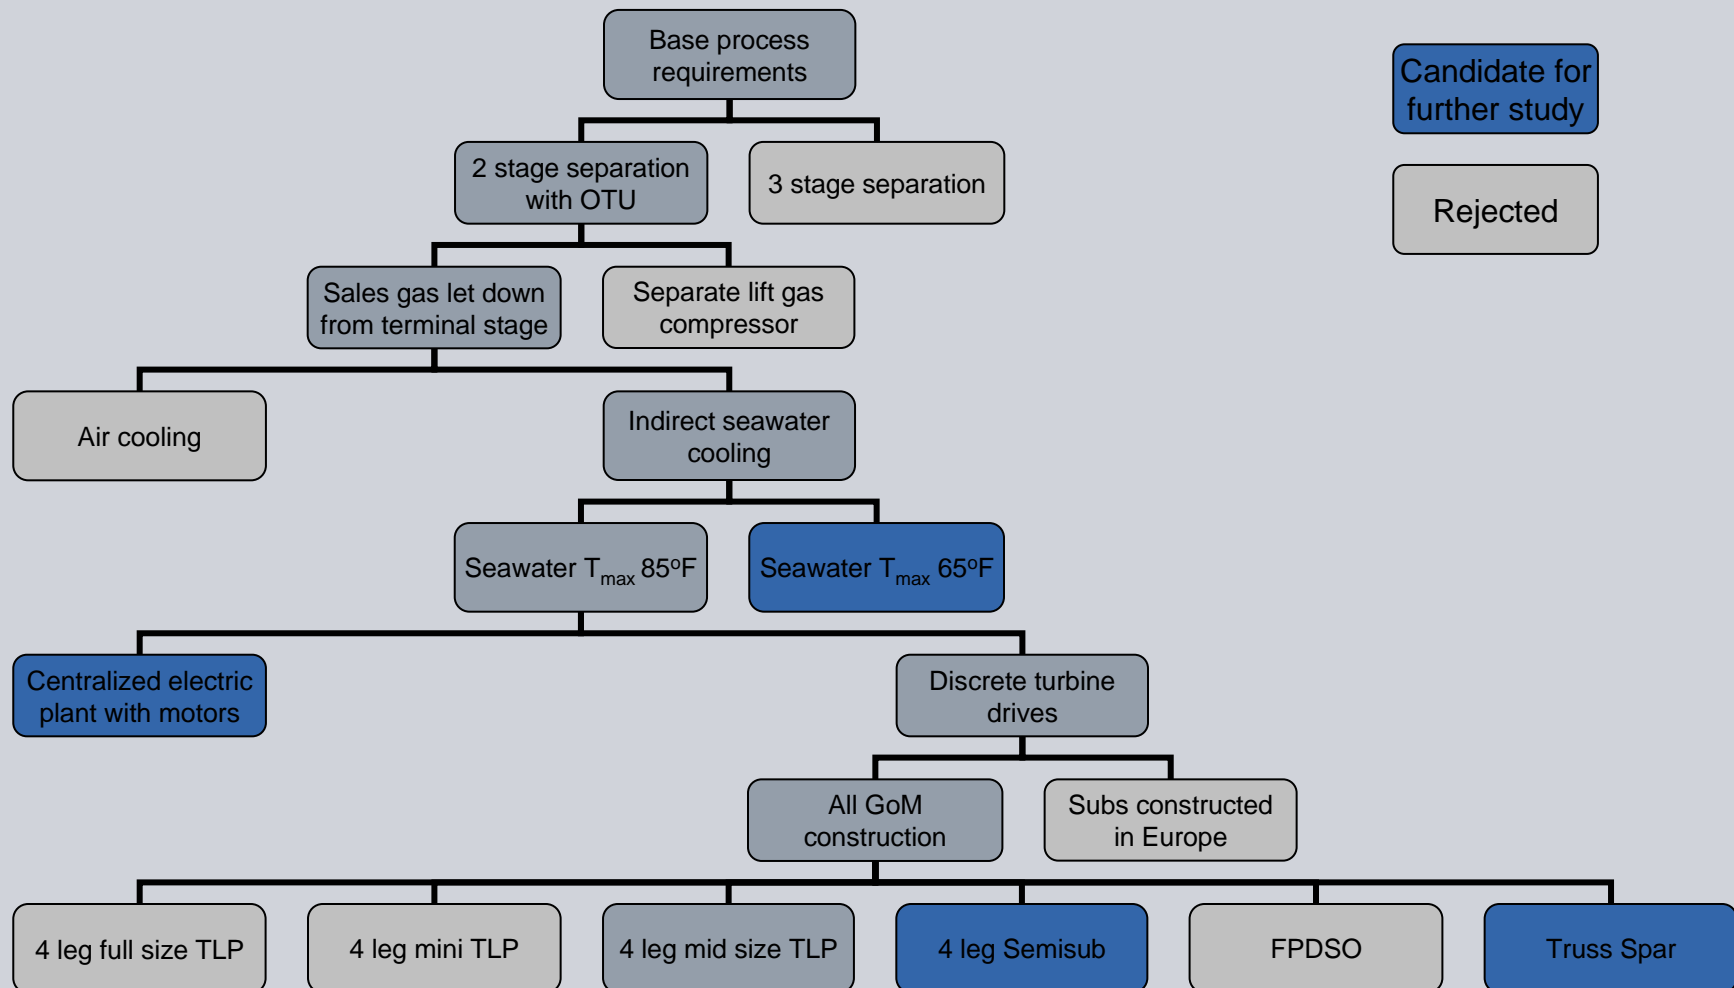 Base process
requirements
Candidate for
further study
2 stage separation
with OTU
3 stage separation
Rejected
Sales gas let down
from terminal stage
Separate lift gas
compressor
Air cooling
Indirect seawater
cooling
Seawater Tmax 85ºF
Seawater Tmax 65ºF
Centralized electric
plant with motors
Discrete turbine
drives
All GoM
construction
Subs constructed
in Europe
4 leg full size TLP
4 leg mini TLP
4 leg mid size TLP
4 leg Semisub
FPDSO
Truss Spar